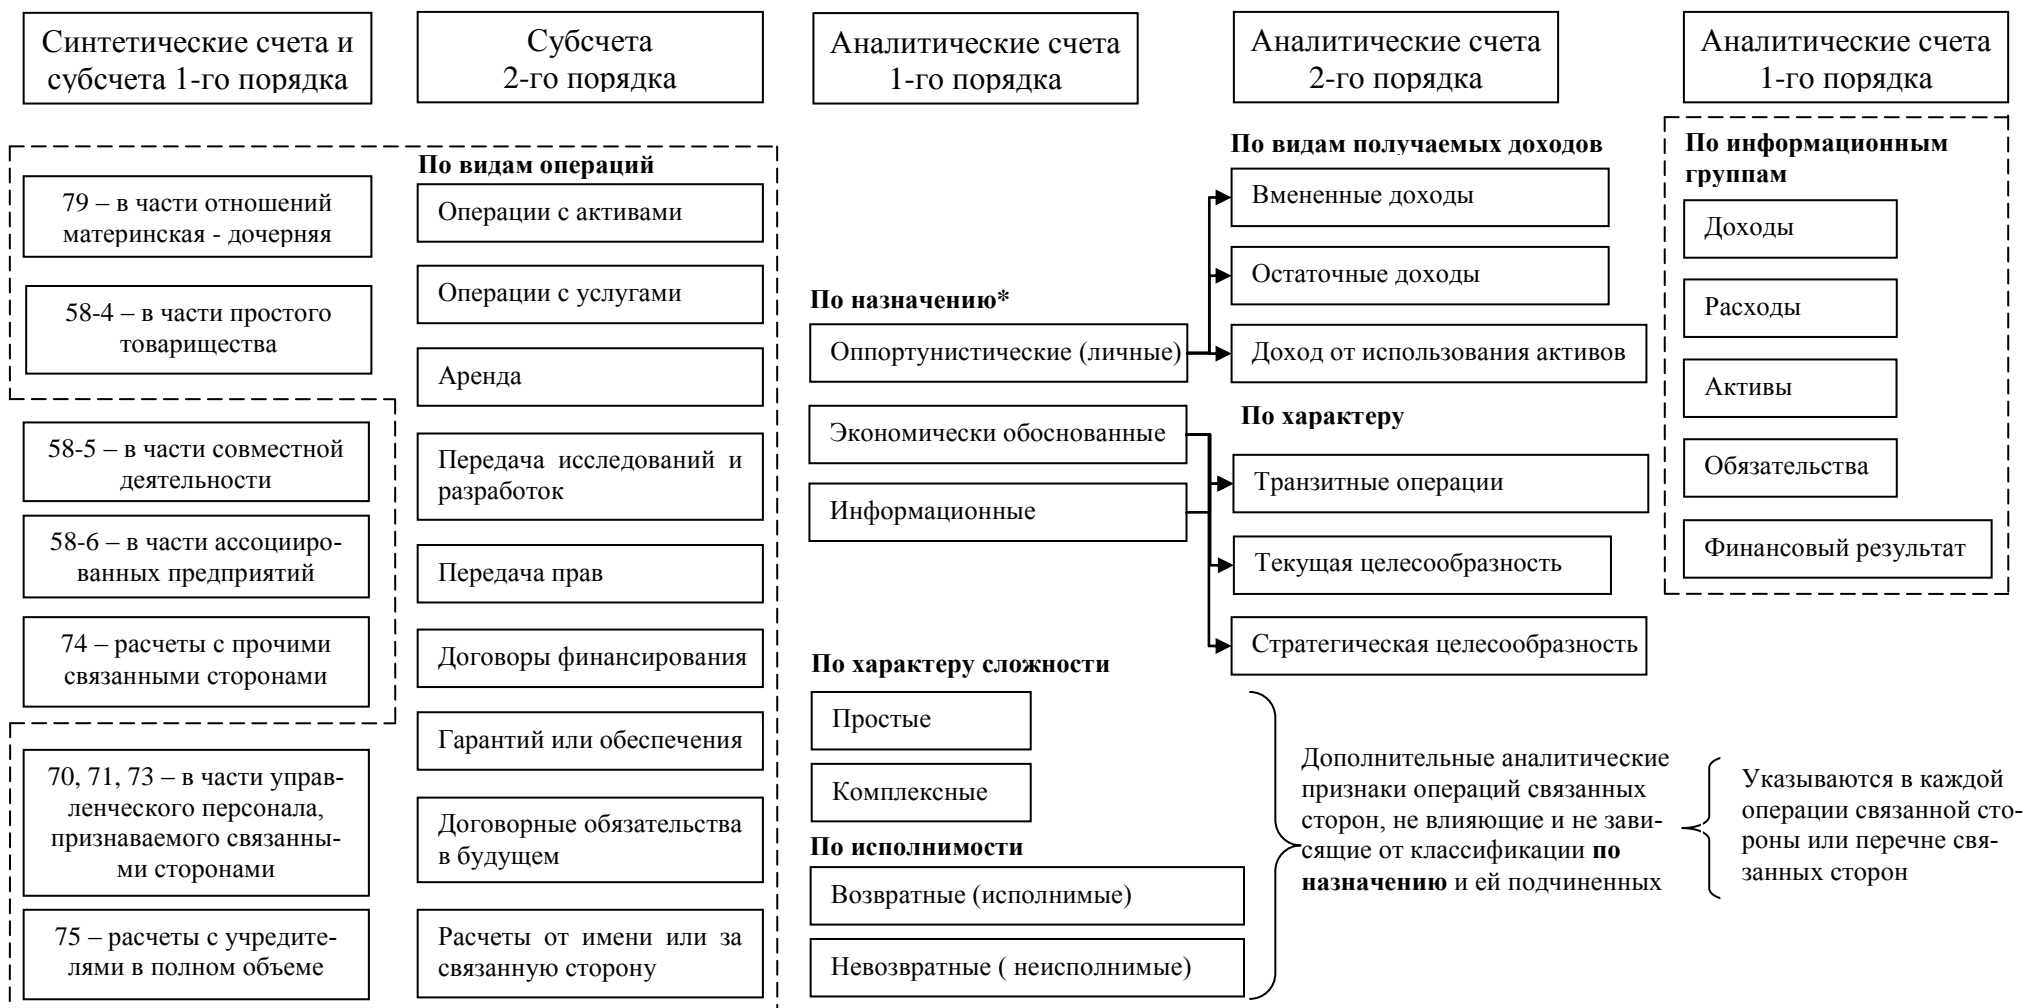 Синтетические счета и
субсчета 1-го порядка
Субсчета
2-го порядка
Аналитические счета
1-го порядка
Аналитические счета
2-го порядка
Аналитические счета
1-го порядка
79 – в части отношений
материнская - дочерняя
58-4 – в части простого
товарищества
58-5 – в части совместной
деятельности
58-6 – в части ассоцииро-
ванных предприятий
74 – расчеты с прочими
связанными сторонами
70, 71, 73 – в части управ-
ленческого персонала,
признаваемого связанны-
ми сторонами
75 – расчеты с учредите-
лями в полном объеме
По видам операций
Операции с активами
Операции с услугами
Аренда
Передача исследований и
разработок
Передача прав
Договоры финансирования
Гарантий или обеспечения
Договорные обязательства
в будущем
Расчеты от имени или за
связанную сторону
По назначению*
Оппортунистические (личные)
Экономически обоснованные
Информационные
По характеру сложности
Простые
Комплексные
По исполнимости
Возвратные (исполнимые)
Невозвратные ( неисполнимые)
По видам получаемых доходов
Вмененные доходы
Остаточные доходы
Доход от использования активов
По характеру
Транзитные операции
Текущая целесообразность
Стратегическая целесообразность
Дополнительные аналитические
признаки операций связанных
сторон, не влияющие и не зави-
сящие от классификации по
назначению и ей подчиненных
По информационным
группам
Доходы
Расходы
Активы
Обязательства
Финансовый результат
Указываются в каждой
операции связанной сто-
роны или перечне свя-
занных сторон